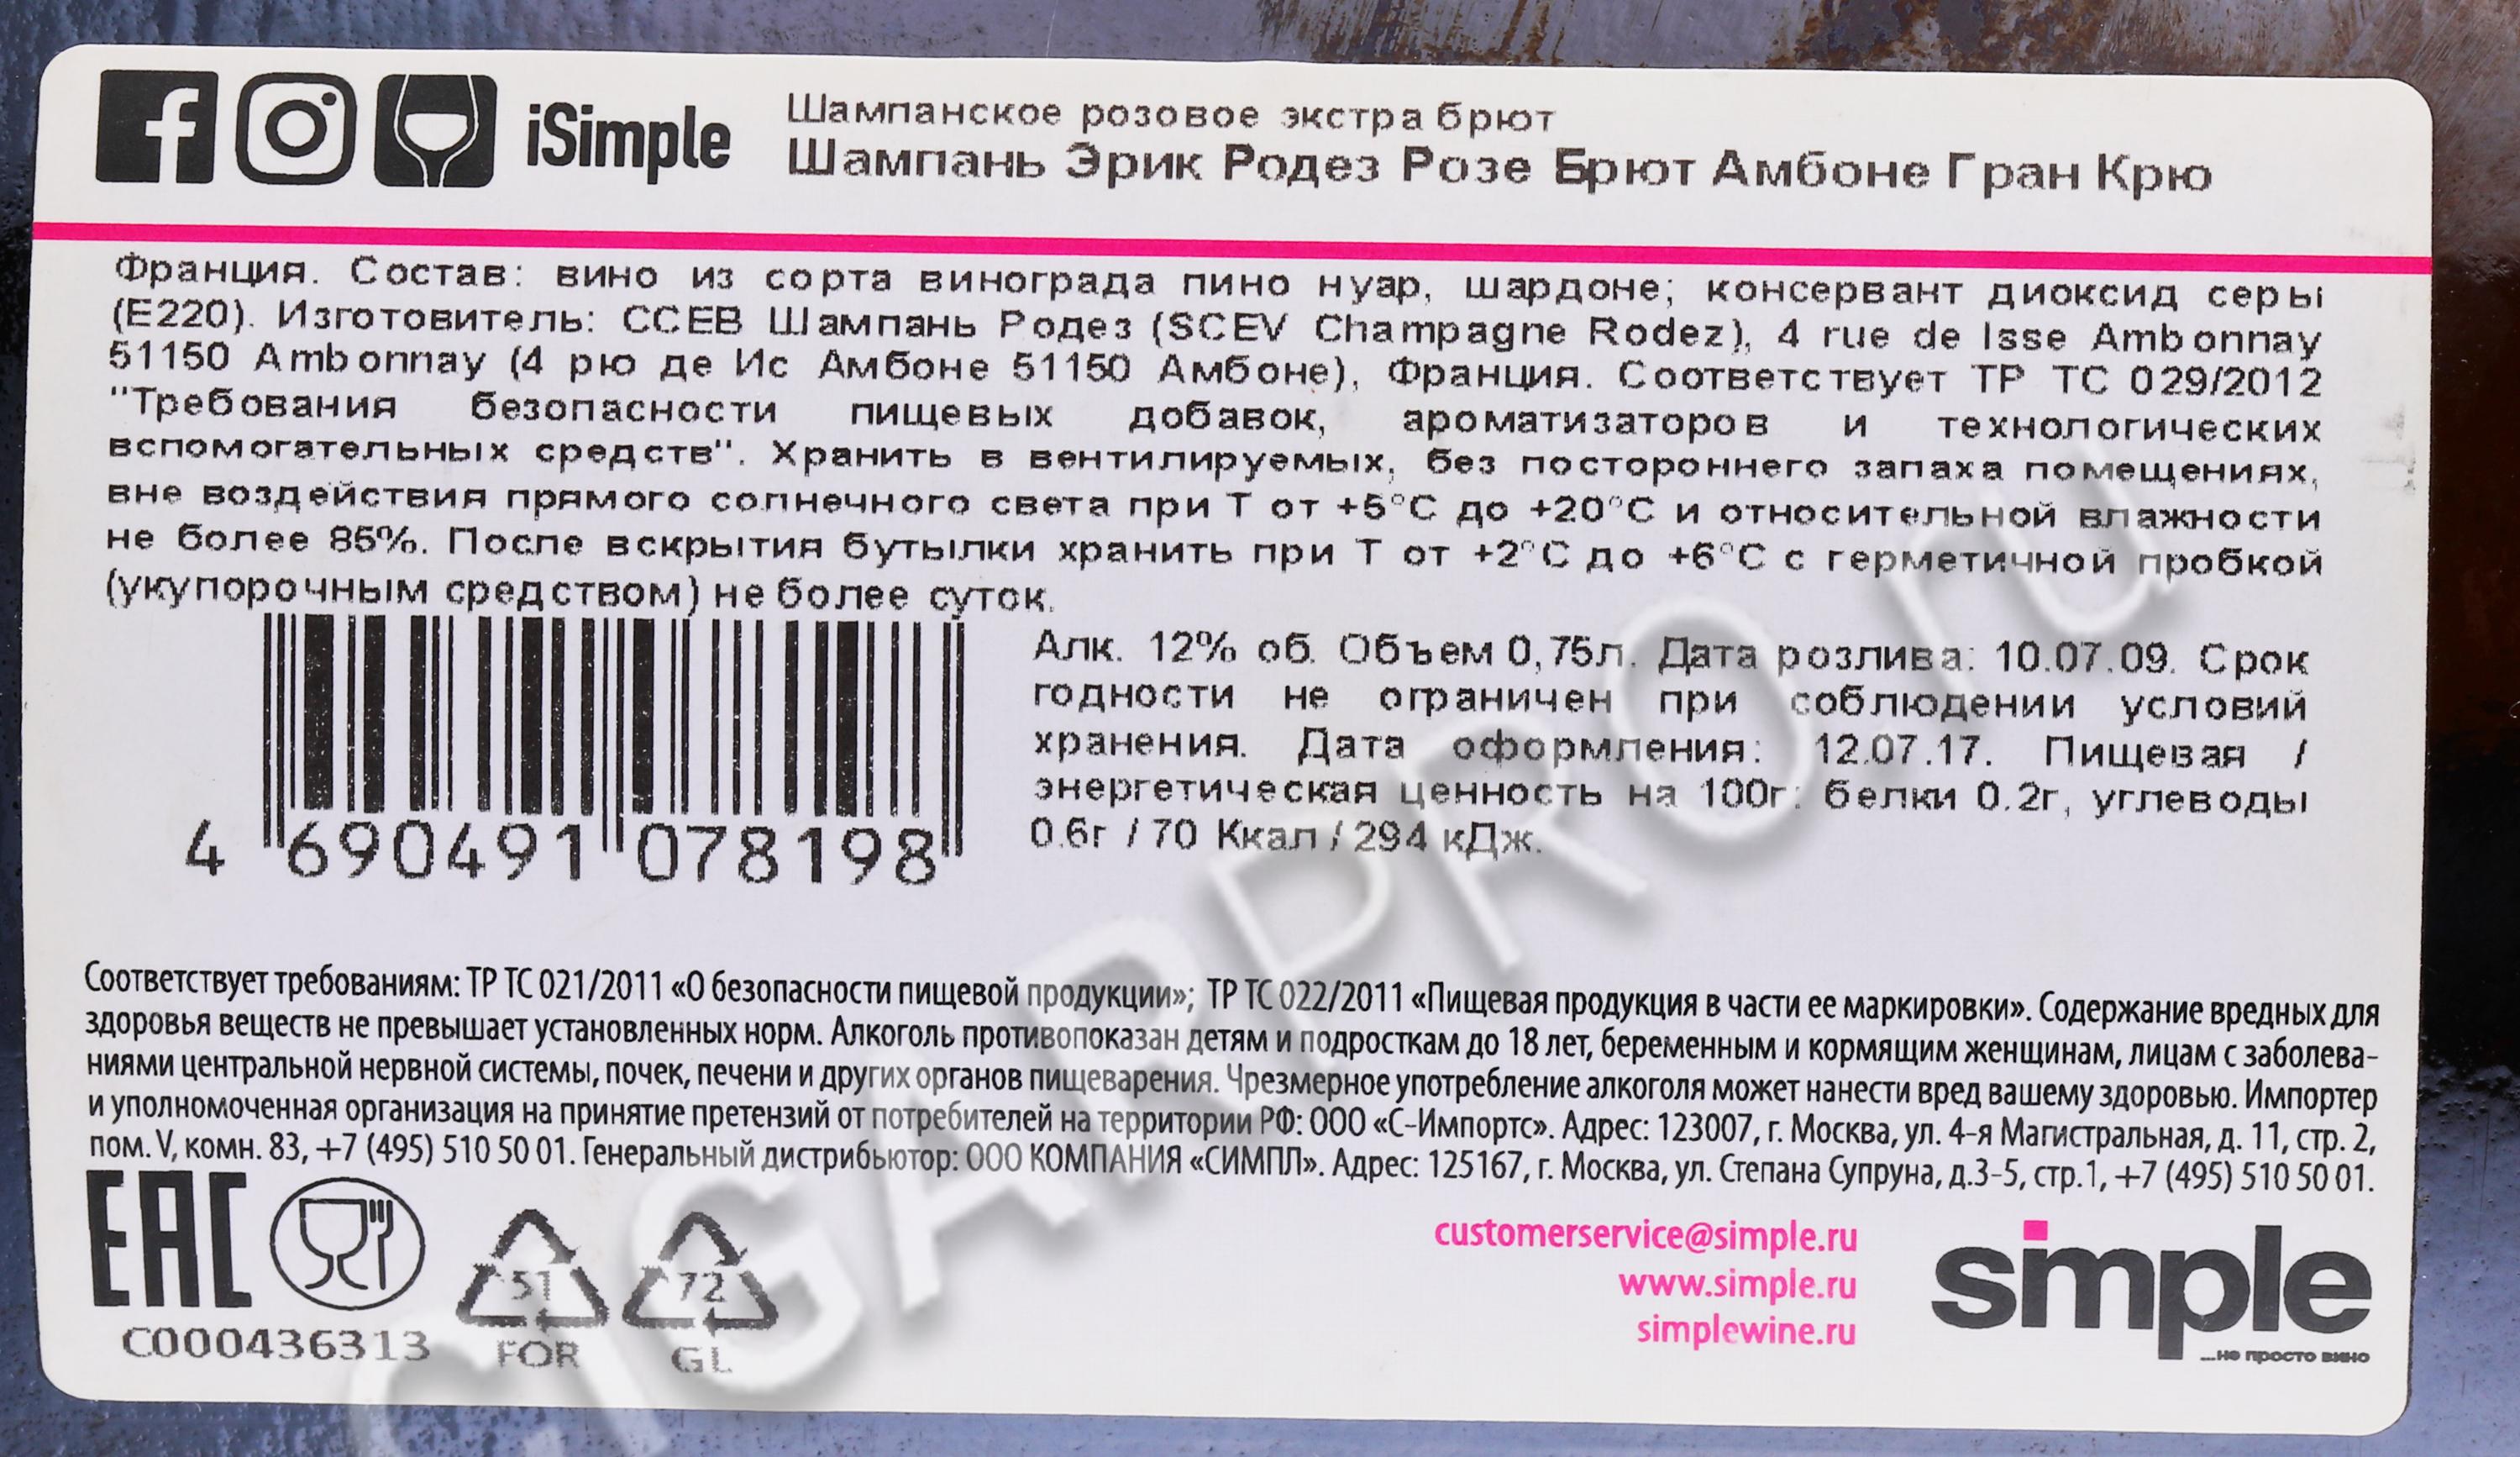 iSimple
Шампанское розовое экстра брют
Шампань Эрик Родез Розе Брют Амбоне Гран Крю
Франция. Состав: вино из сорта винограда пино нуар, шардоне; консервант диоксид серы
(E220). Изготовитель: ССЕВ Шампань Родез (SCEV Champagne Rodez), 4 rue de Isse Ambonnay
51150 Ambonnay (4 рю де Ис Амбоне 51150 Амбоне), Франция. Соответствует ТР ТС 029/2012
"Требования безопасности пищевых добавок, ароматизаторов и технологических
вспомогательных средств". Хранить в вентилируемых, без постороннего запаха помещениях,
вне воздействия прямого солнечного света при Т от +5°С до +20°С и относительной влажности
не более 85%. После вскрытия бутылки хранить при Т от +2°С до +6°С с герметичной пробкой
(укупорочным средством) не более суток.
Алк. 12% об. Объем 0,75л. Дата розлива: 10.07.09. Срок
годности не ограничен при соблюдении условий
хранения. Дата оформления: 12.07.17. Пищевая /
энергетическая ценность на 100г: белки 0.2г, углеводы
0.6г / 70 Ккал / 294 кДж.
4 690491 078198
Соответствует требованиям: ТР ТС 021/2011 «О безопасности пищевой продукции»; ТР ТС 022/2011 «Пищевая продукция в части ее маркировки». Содержание вредных для
здоровья веществ не превышает установленных норм. Алкоголь противопоказан детям и подросткам до 18 лет, беременным и кормящим женщинам, лицам с заболева-
ниями центральной нервной системы, почек, печени и других органов пищеварения. Чрезмерное употребление алкоголя может нанести вред вашему здоровью. Импортер
и уполномоченная организация на принятие претензий от потребителей на территории РФ: ООО «С-Импортс». Адрес: 123007, г. Москва, ул. 4-я Магистральная, д. 11, стр. 2,
пом. V, комн. 83, +7 (495) 510 50 01. Генеральный дистрибьютор: ООО КОМПАНИЯ «СИМПЛ». Адрес: 125167, г. Москва, ул. Степана Супруна, д.3-5, стр.1, +7 (495) 510 50 01.
EAC
51
72
C000436313
FOR
GL
customerservice@simple.ru
www.simple.ru
simplewine.ru
simple
...не просто вино
CIGARPRO.ru